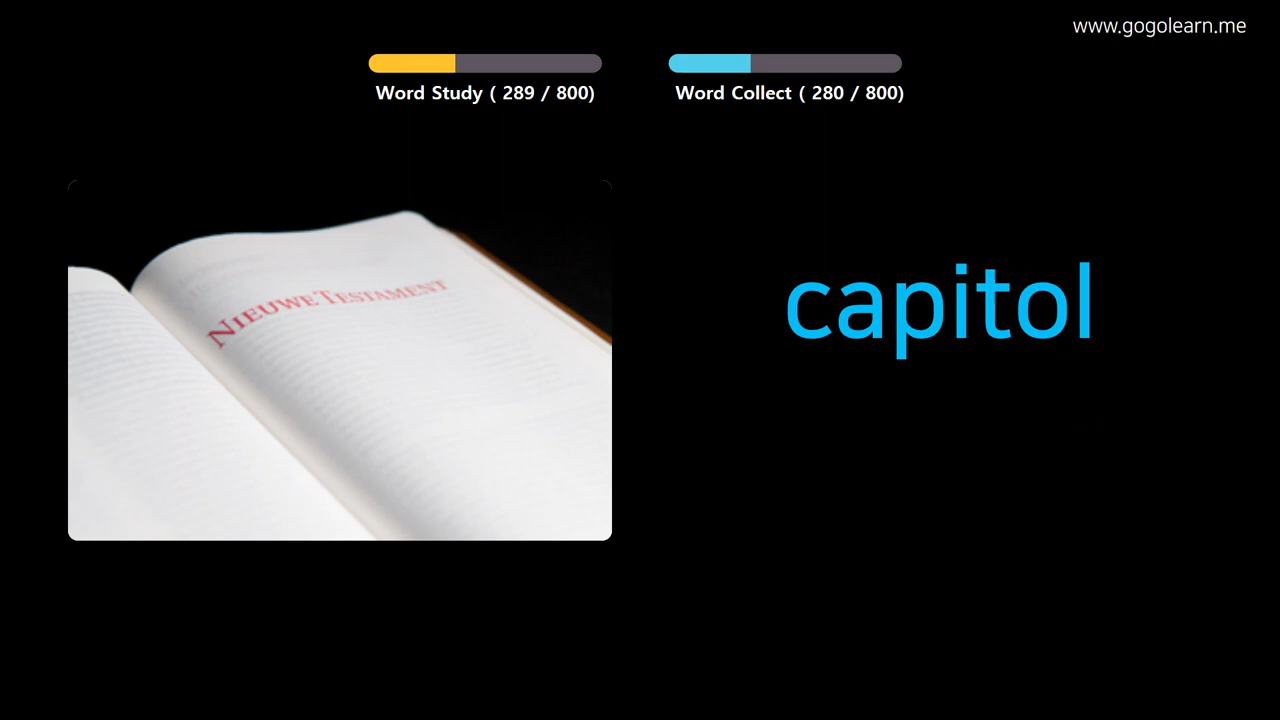 www.gogolearn.me
Word Study ( 289 / 800)
Word Collect ( 280 / 800)
NIEUWE TESTAMENT
capitol